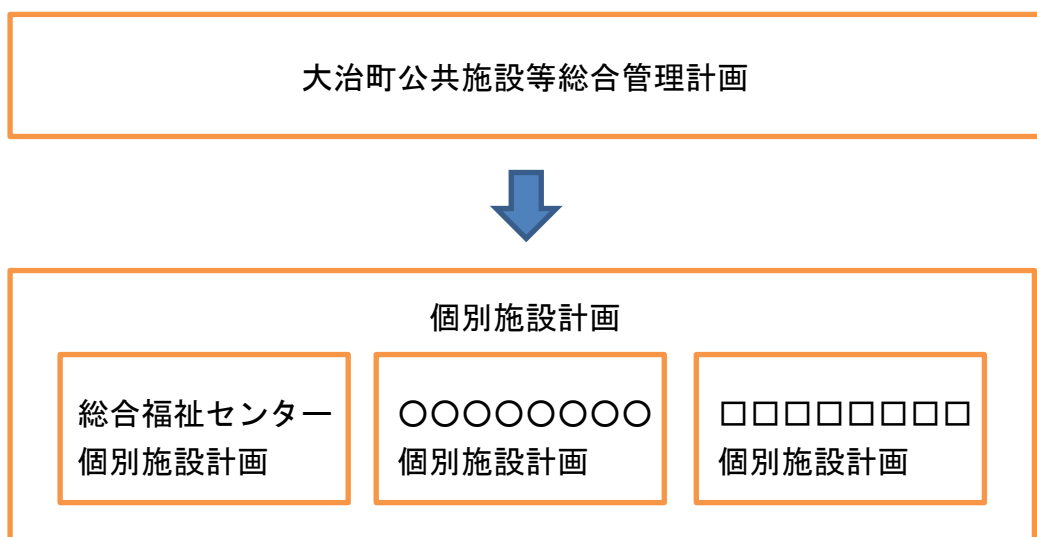 大治町公共施設等総合管理計画
個別施設計画
総合福祉センター
個別施設計画
〇〇〇〇〇〇〇〇
個別施設計画
□□□□□□□□
個別施設計画